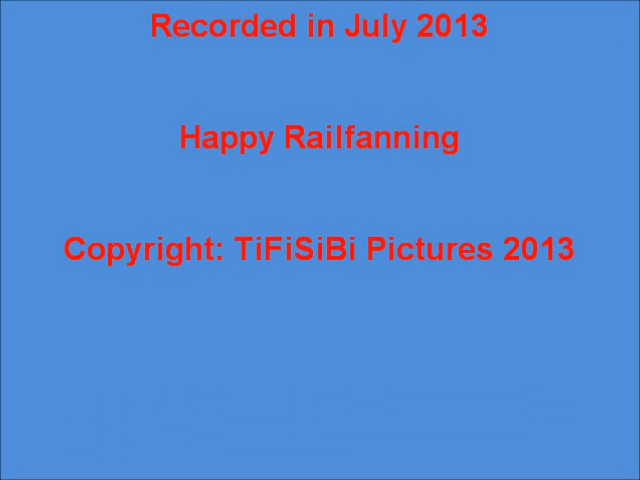 Recorded in July 2013
Happy Railfanning
Copyright: TiFiSiBi Pictures 2013